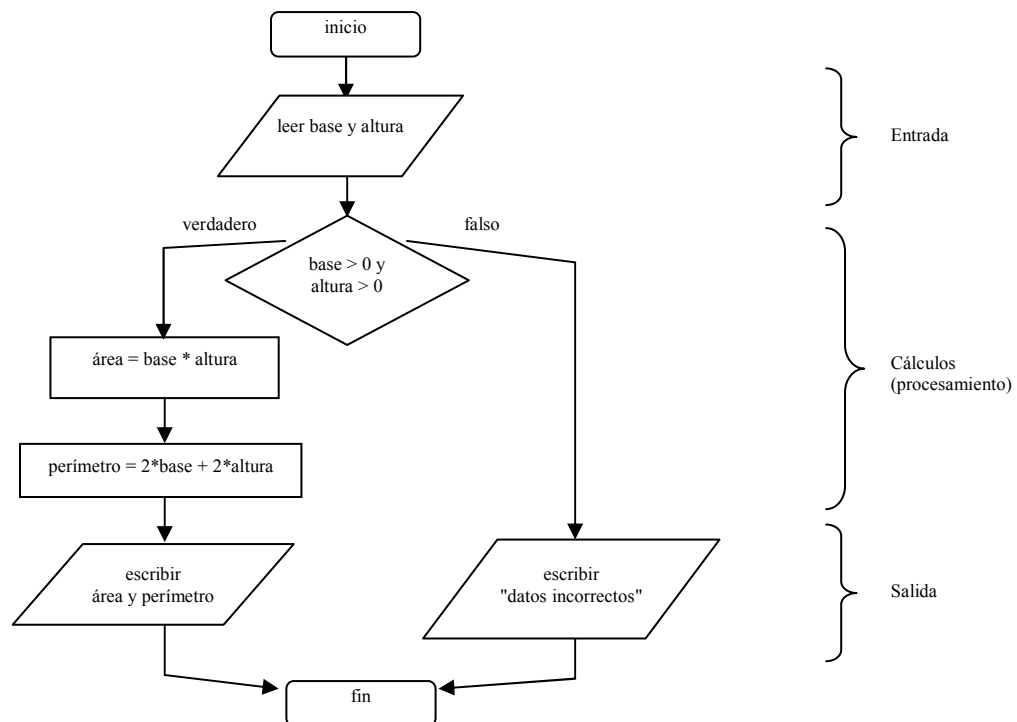 inicio
leer base y altura
Entrada
verdadero
falso
base > 0 y
altura > 0
área = base * altura
Cálculos
(procesamiento)
perímetro = 2*base + 2*altura
escribir
área y perímetro
escribir
"datos incorrectos"
Salida
fin